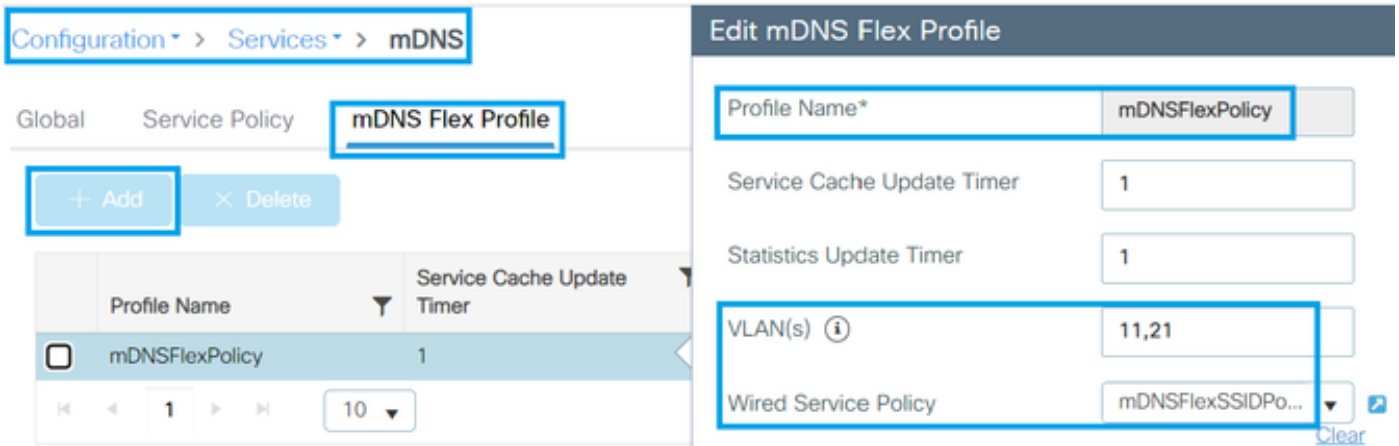 Configuration > Services > mDNS
Global Service Policy mDNS Flex Profile
+ Add × Delete
Profile Name Service Cache Update Timer
mDNSFlexPolicy 1
1 10
Edit mDNS Flex Profile
Profile Name* mDNSFlexPolicy
Service Cache Update Timer 1
Statistics Update Timer 1
VLAN(s) 11,21
Wired Service Policy mDNSFlexSSIDPo...
Clear